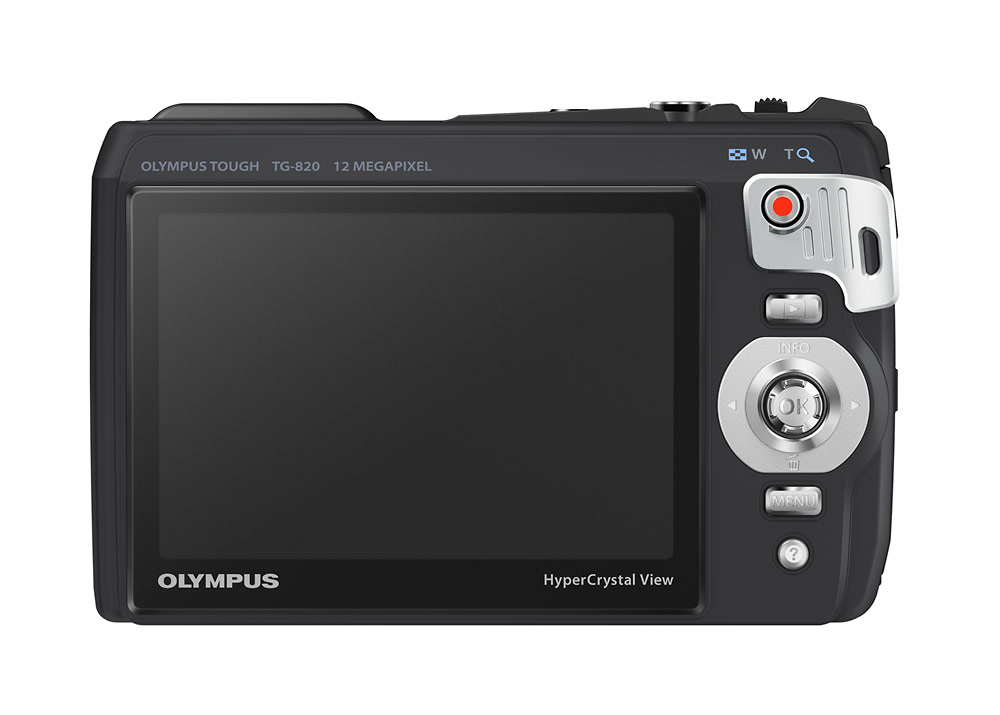 OLYMPUS TOUGH TG-820 12 MEGAPIXEL
W T
INFO
OK
MENU
?
OLYMPUS
HyperCrystal View